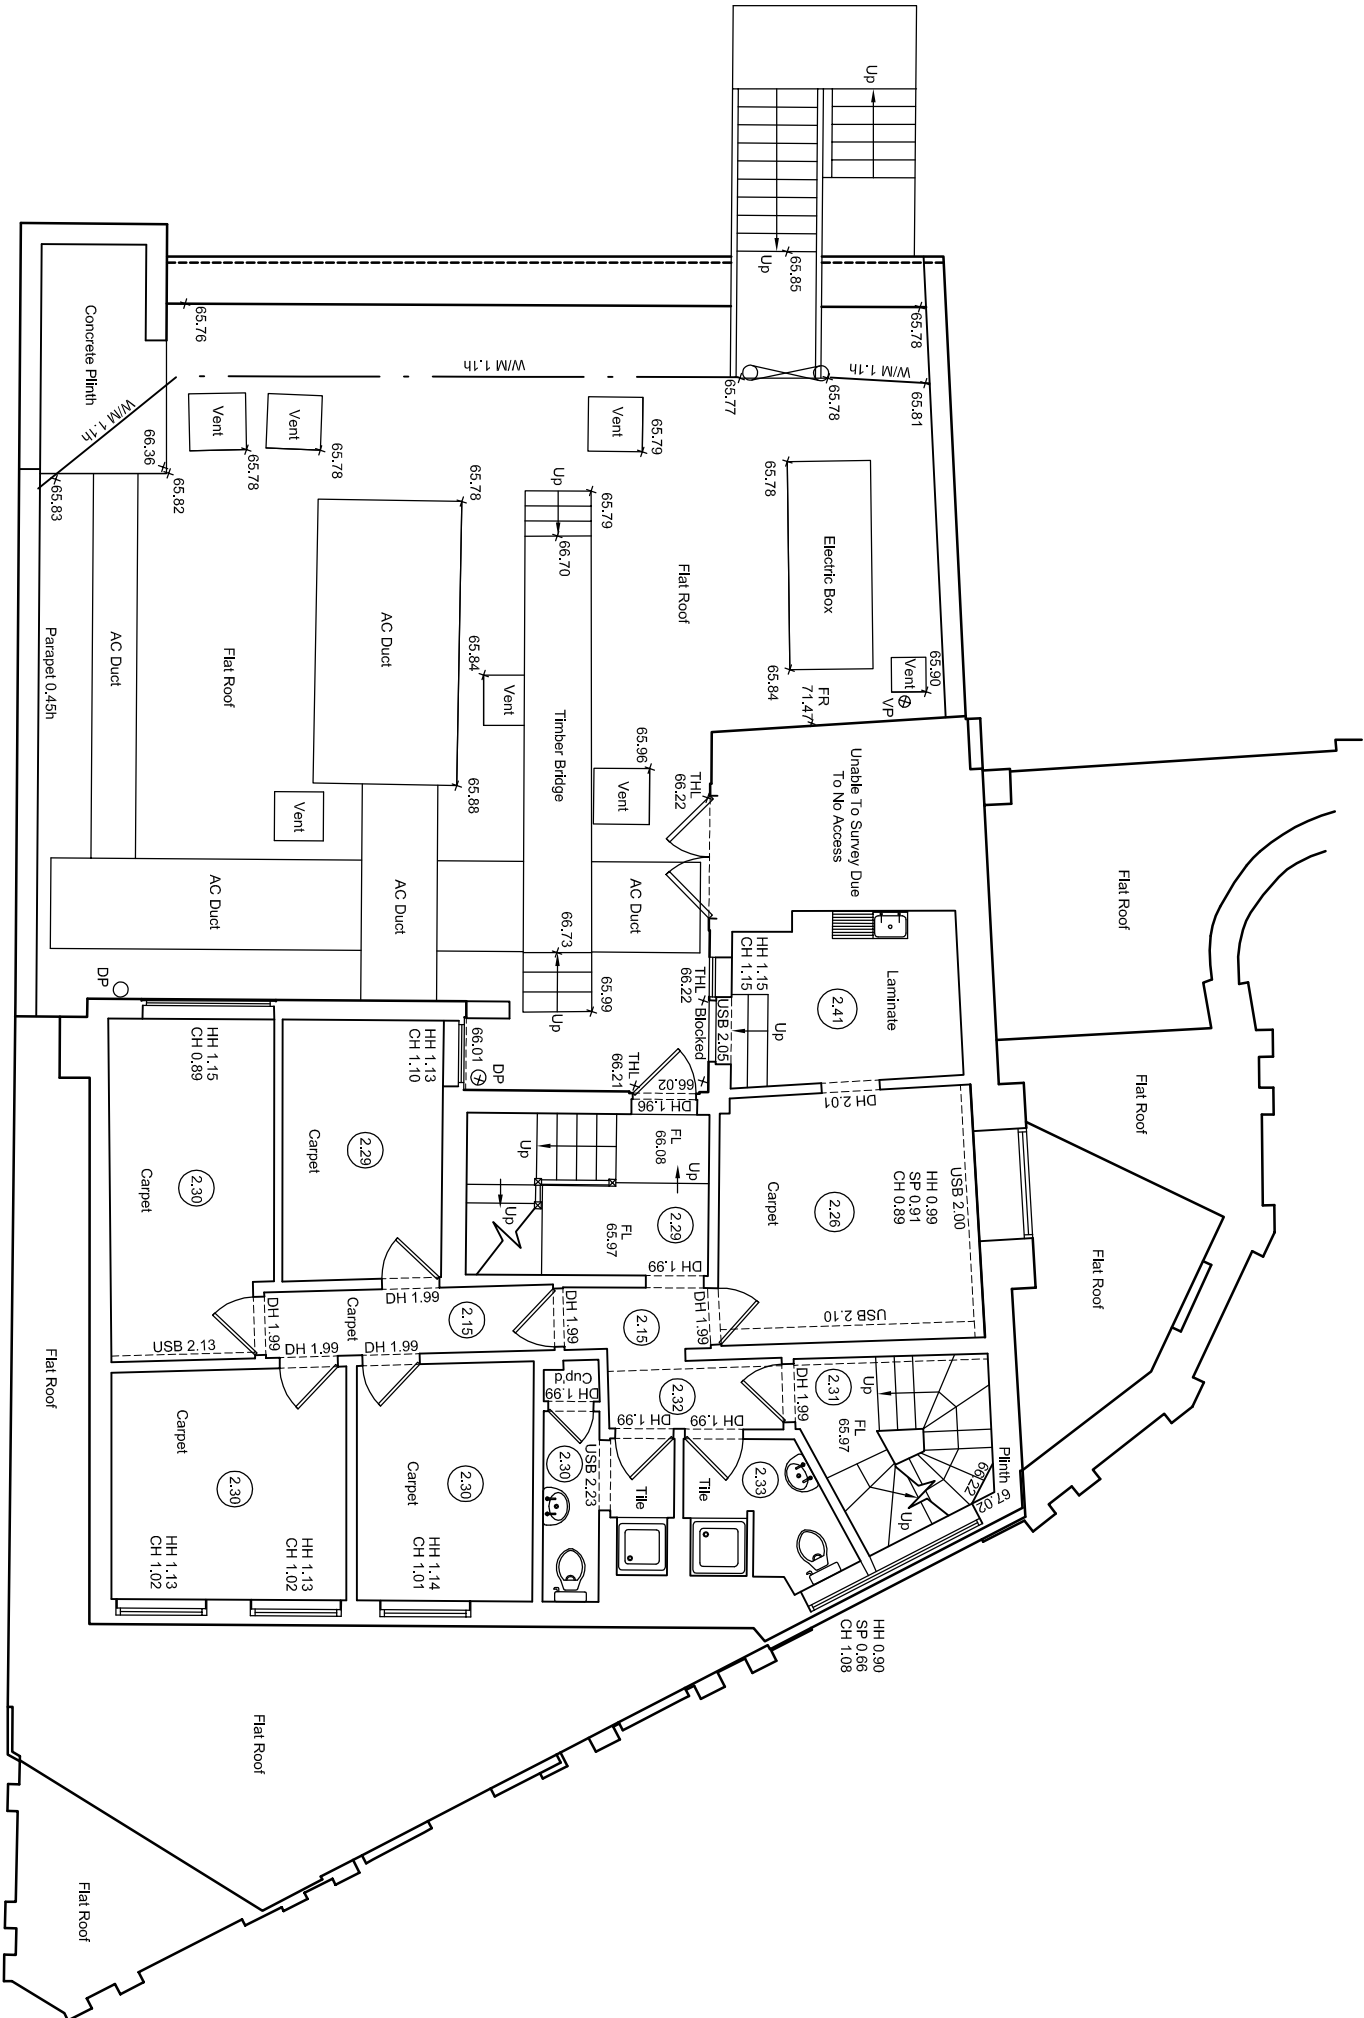 Up
Up
65.85
65.76
65.78
W/M 1.1h
W/M 1.1h
65.77
65.78
65.81
Concrete Plinth
W/M 1.1h
66.36
65.82
65.83
Vent
65.78
Vent
65.78
Vent
65.79
65.78
65.78
Up
65.79
66.70
Electric Box
Flat Roof
Flat Roof
Parapet 0.45h
AC Duct
AC Duct
65.84
Vent
Timber Bridge
65.96
Vent
65.84
Vent
65.90
VP
FR
71.47
65.88
Vent
THL
66.22
Unable To Survey Due
To No Access
AC Duct
AC Duct
AC Duct
66.73
65.99
Up
DP
Flat Roof
Flat Roof
Flat Roof
THL
66.22
Blocked
HH 1.15
CH 1.15
USB 2.05
Up
2.41
Laminate
HH 1.15
CH 0.89
HH 1.13
CH 1.10
66.01
DP
THL
66.21
66.02
DH 1.96
DH 2.01
Carpet
2.30
Carpet
2.29
Up
Up
FL
66.08
Up
FL
65.97
2.29
DH 1.99
Carpet
2.26
HH 0.99
SP 0.91
CH 0.89
USB 2.00
USB 2.10
USB 2.13
DH 1.99
DH 1.99
Carpet
DH 1.99
DH 1.99
2.15
DH 1.99
2.15
DH 1.99
Flat Roof
Carpet
2.30
HH 1.13
CH 1.02
HH 1.13
CH 1.02
Carpet
2.30
HH 1.14
CH 1.01
Cup'd
DH 1.99
2.30
USB 2.23
DH 1.99
2.32
DH 1.99
Tile
Tile
2.33
DH 1.99
2.31
Up
FL
65.97
Up
Plinth
66.22
67.02
HH 0.90
SP 0.66
CH 1.08
Flat Roof
Flat Roof